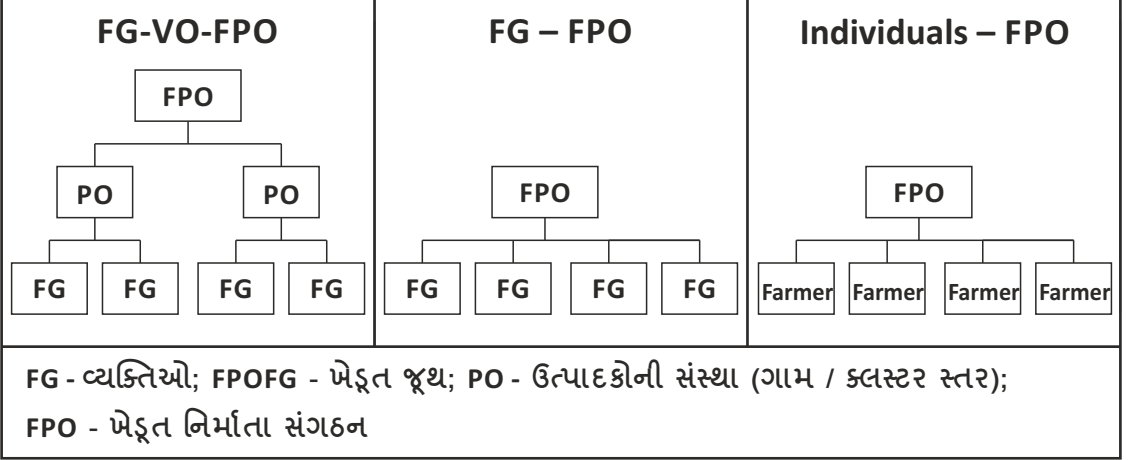 FG-VO-FPO
FPO
PO PO
FG FG FG FG
FG – FPO
FPO
FG FG FG FG
Individuals – FPO
FPO
Farmer Farmer Farmer Farmer
FG - વ્યક્તિઓ; FPOFG - ખેડૂત જૂથ; PO - ઉત્પાદકોની સંસ્થા (ગામ / ક્લસ્ટર સ્તર);
FPO - ખેડૂત નિર્માતા સંગઠન